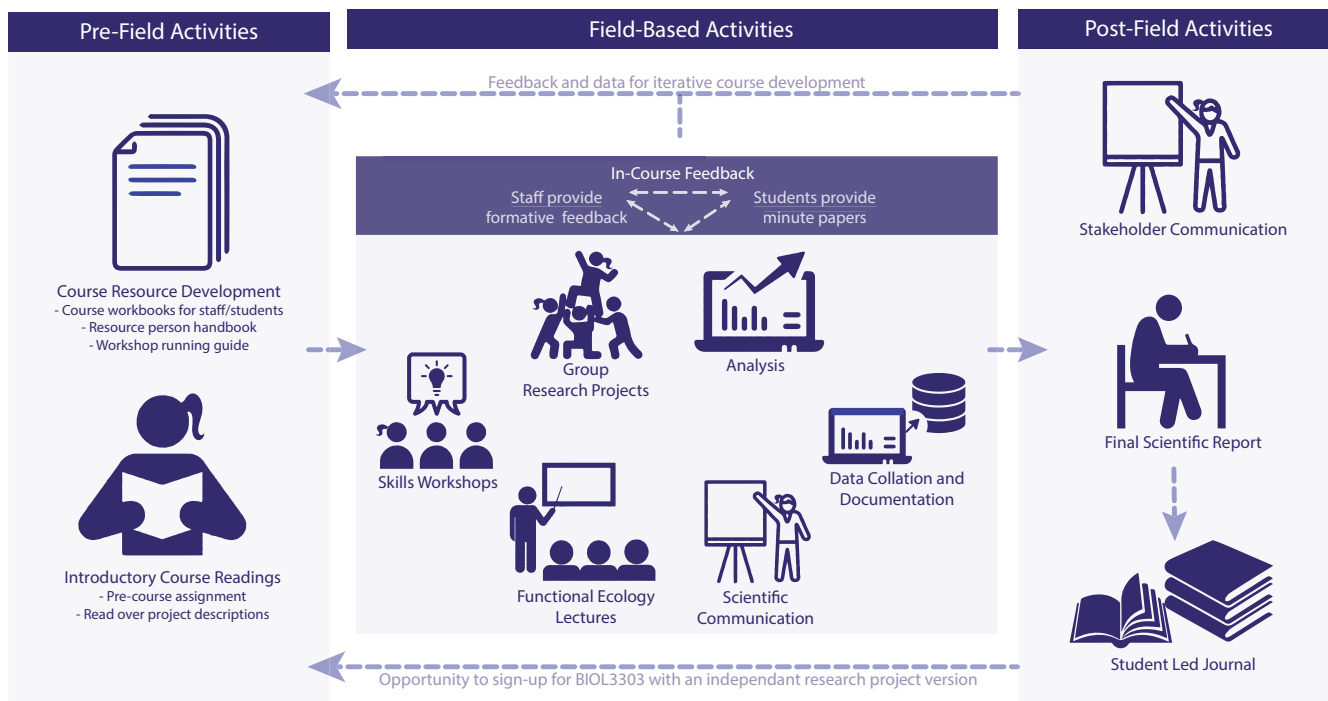 Pre-Field Activities
Field-Based Activities
Post-Field Activities
Feedback and data for iterative course development
In-Course Feedback
Staff provide
formative feedback
Students provide
minute papers
Course Resource Development
- Course workbooks for staff/students
- Resource person handbook
- Workshop running guide
Introductory Course Readings
- Pre-course assignment
- Read over project descriptions
Group
Research Projects
Analysis
Skills Workshops
Data Collation and
Documentation
Functional Ecology
Lectures
Scientific
Communication
Stakeholder Communication
Final Scientific Report
Student Led Journal
Opportunity to sign-up for BIOL3303 with an independant research project version